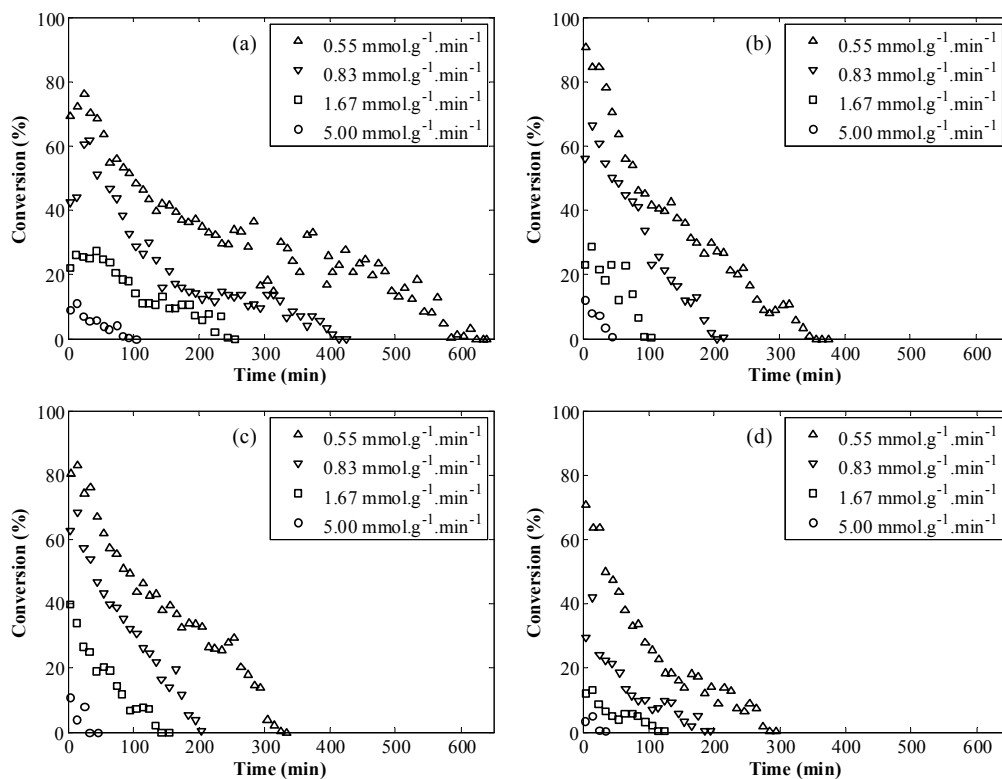 100
80
60
40
20
0
Conversion (%)
(a)
0.55 mmol.g⁻¹.min⁻¹
0.83 mmol.g⁻¹.min⁻¹
1.67 mmol.g⁻¹.min⁻¹
5.00 mmol.g⁻¹.min⁻¹
0 100 200 300 400 500 600
Time (min)
100
80
60
40
20
0
Conversion (%)
(b)
0.55 mmol.g⁻¹.min⁻¹
0.83 mmol.g⁻¹.min⁻¹
1.67 mmol.g⁻¹.min⁻¹
5.00 mmol.g⁻¹.min⁻¹
0 100 200 300 400 500 600
Time (min)
100
80
60
40
20
0
Conversion (%)
(c)
0.55 mmol.g⁻¹.min⁻¹
0.83 mmol.g⁻¹.min⁻¹
1.67 mmol.g⁻¹.min⁻¹
5.00 mmol.g⁻¹.min⁻¹
0 100 200 300 400 500 600
Time (min)
100
80
60
40
20
0
Conversion (%)
(d)
0.55 mmol.g⁻¹.min⁻¹
0.83 mmol.g⁻¹.min⁻¹
1.67 mmol.g⁻¹.min⁻¹
5.00 mmol.g⁻¹.min⁻¹
0 100 200 300 400 500 600
Time (min)